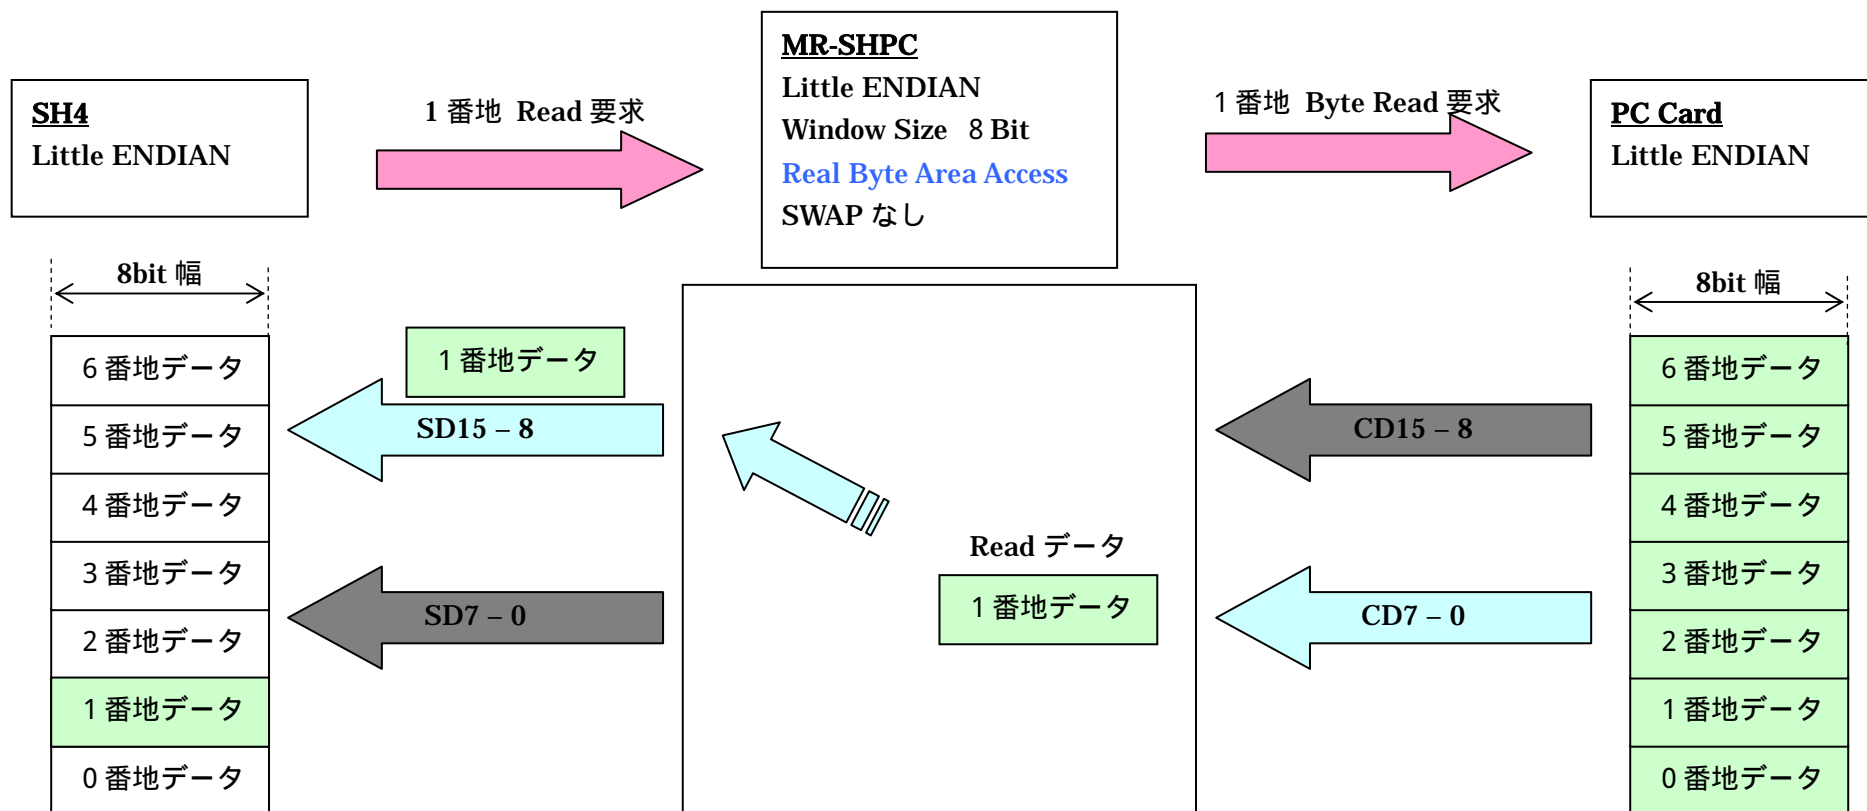 SH4
Little ENDIAN
1 番地 Read 要求
MR-SHPC
Little ENDIAN
Window Size 8 Bit
Real Byte Area Access
SWAP なし
1 番地 Byte Read 要求
PC Card
Little ENDIAN
8bit 幅
6 番地データ
5 番地データ
4 番地データ
3 番地データ
2 番地データ
1 番地データ
0 番地データ
1 番地データ
SD15 – 8
SD7 – 0
Read データ
1 番地データ
CD15 – 8
CD7 – 0
8bit 幅
6 番地データ
5 番地データ
4 番地データ
3 番地データ
2 番地データ
1 番地データ
0 番地データ